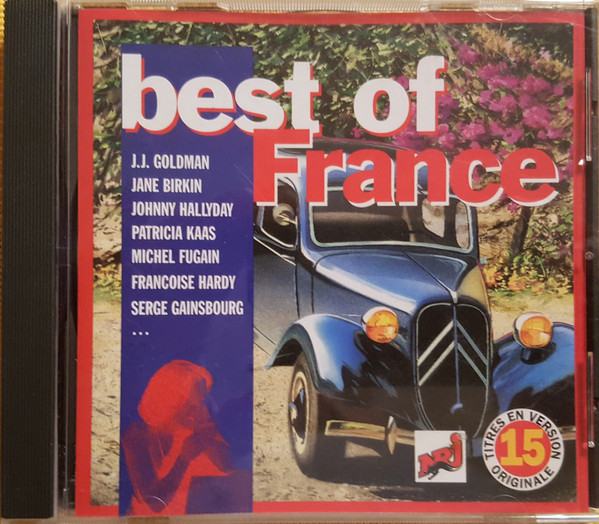 best of
France
J.J. GOLDMAN
JANE BIRKIN
JOHNNY HALLYDAY
PATRICIA KAAS
MICHEL FUGAIN
FRANCOISE HARDY
SERGE GAINSBOURG
...
NRJ
TITRES EN VERSION
15
ORIGINALE